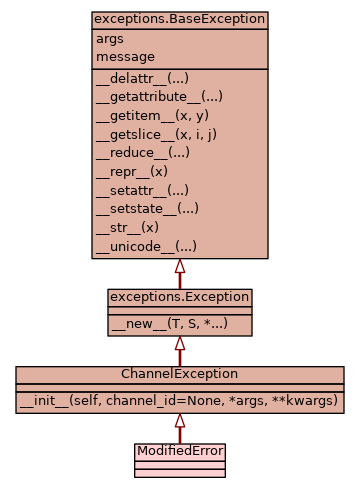 exceptions.BaseException
args
message
__delattr__(...)
__getattribute__(...)
__getitem__(x, y)
__getslice__(x, i, j)
__reduce__(...)
__repr__(x)
__setattr__(...)
__setstate__(...)
__str__(x)
__unicode__(...)
exceptions.Exception
__new__(T, S, *...)
ChannelException
__init__(self, channel_id=None, *args, **kwargs)
ModifiedError